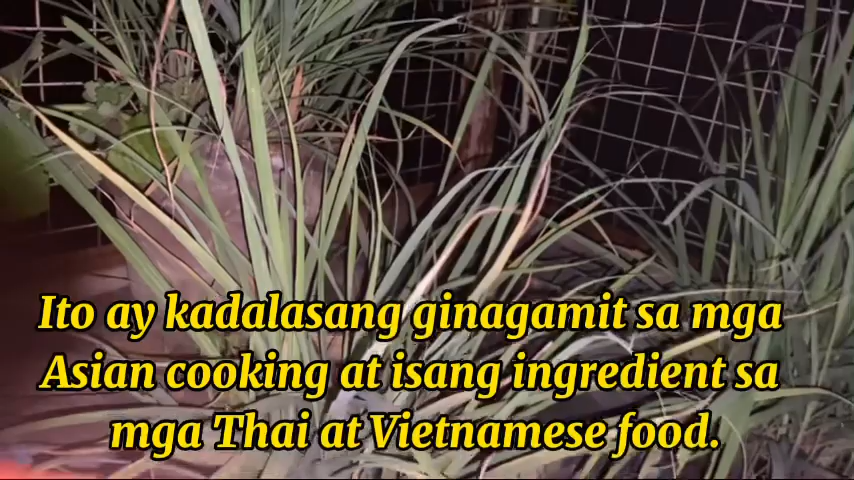 Ito ay kadalasang ginagamit sa mga
Asian cooking at isang ingredient sa
mga Thai at Vietnamese food.